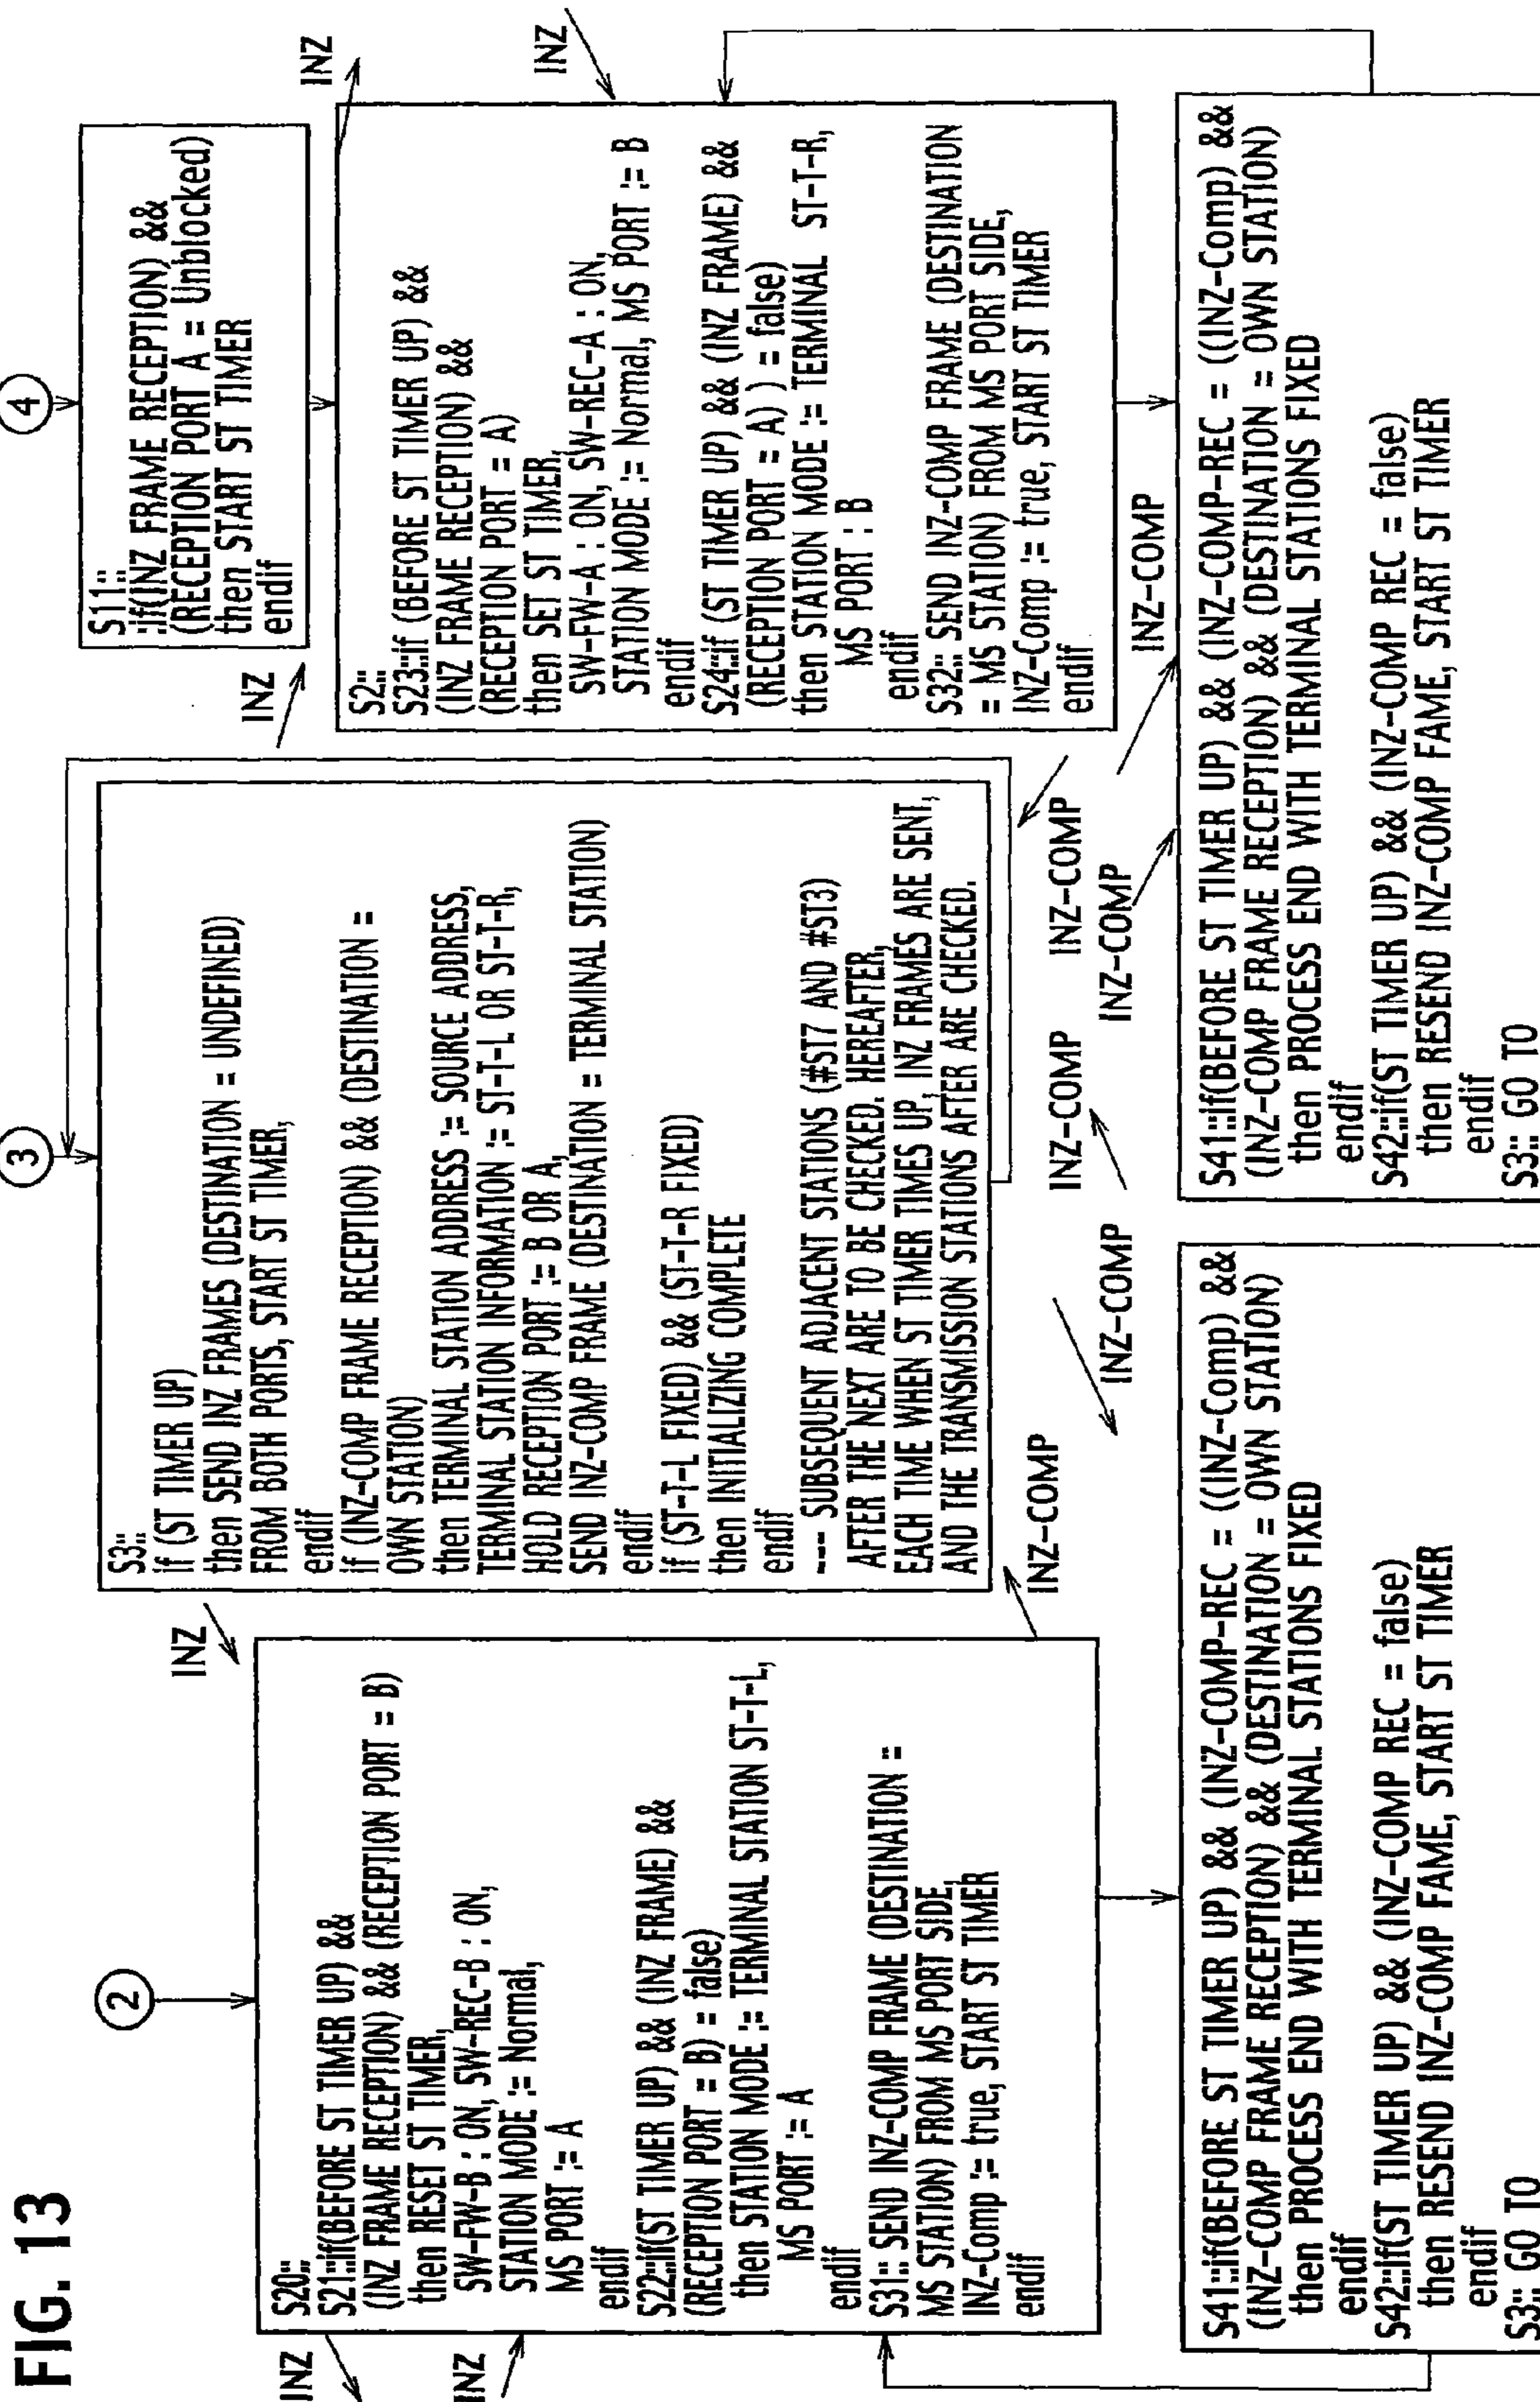 FIG. 13
2
INZ
INZ
S20::
S21::if(BEFORE ST TIMER UP) &&
(INZ FRAME RECEPTION) && (RECEPTION PORT = B)
then RESET ST TIMER,
SW-FW-B : ON, SW-REC-B : ON,
STATION MODE := Normal,
MS PORT := A
endif
S22::if(ST TIMER UP) && (INZ FRAME) &&
(RECEPTION PORT = B) = false)
then STATION MODE := TERMINAL STATION ST-T-L,
MS PORT := A
endif
S31:: SEND INZ-COMP FRAME (DESTINATION =
MS STATION) FROM MS PORT SIDE,
INZ-Comp := true, START ST TIMER
endif
S41::if(BEFORE ST TIMER UP) && (INZ-COMP-REC = ((INZ-Comp) &&
(INZ-COMP FRAME RECEPTION) && (DESTINATION = OWN STATION)
then PROCESS END WITH TERMINAL STATIONS FIXED
endif
S42::if(ST TIMER UP) && (INZ-COMP REC = false)
then RESEND INZ-COMP FAME, START ST TIMER
endif
S3:: GO TO
3
INZ
S3::
if (ST TIMER UP)
then SEND INZ FRAMES (DESTINATION = UNDEFINED)
FROM BOTH PORTS, START ST TIMER,
endif
if (INZ-COMP FRAME RECEPTION) && (DESTINATION =
OWN STATION)
then TERMINAL STATION ADDRESS := SOURCE ADDRESS,
TERMINAL STATION INFORMATION := ST-T-L OR ST-T-R,
HOLD RECEPTION PORT := B OR A,
SEND INZ-COMP FRAME (DESTINATION = TERMINAL STATION)
endif
if (ST-T-L FIXED) && (ST-T-R FIXED)
then INITIALIZING COMPLETE
endif
---- SUBSEQUENT ADJACENT STATIONS (#ST7 AND #ST3)
AFTER THE NEXT ARE TO BE CHECKED. HEREAFTER,
EACH TIME WHEN ST TIMER TIMES UP, INZ FRAMES ARE SENT,
AND THE TRANSMISSION STATIONS AFTER ARE CHECKED.
INZ-COMP
INZ-COMP
INZ-COMP
INZ-COMP
INZ-COMP
INZ-COMP
4
S11::
:if(INZ FRAME RECEPTION) &&
(RECEPTION PORT A = Unblocked)
then START ST TIMER
endif
INZ
INZ
INZ
S2::
S23::if (BEFORE ST TIMER UP) &&
(INZ FRAME RECEPTION) &&
(RECEPTION PORT = A)
then SET ST TIMER,
SW-FW-A : ON, SW-REC-A : ON,
STATION MODE := Normal, MS PORT := B
endif
S24::if (ST TIMER UP) && (INZ FRAME) &&
(RECEPTION PORT = A) ) = false)
then STATION MODE := TERMINAL ST-T-R,
MS PORT : B
endif
S32:: SEND INZ-COMP FRAME (DESTINATION
= MS STATION) FROM MS PORT SIDE,
INZ-Comp := true, START ST TIMER
endif
S41::if(BEFORE ST TIMER UP) && (INZ-COMP-REC = ((INZ-Comp) &&
(INZ-COMP FRAME RECEPTION) && (DESTINATION = OWN STATION)
then PROCESS END WITH TERMINAL STATIONS FIXED
endif
S42::if(ST TIMER UP) && (INZ-COMP REC = false)
then RESEND INZ-COMP FAME, START ST TIMER
endif
S3:: GO TO